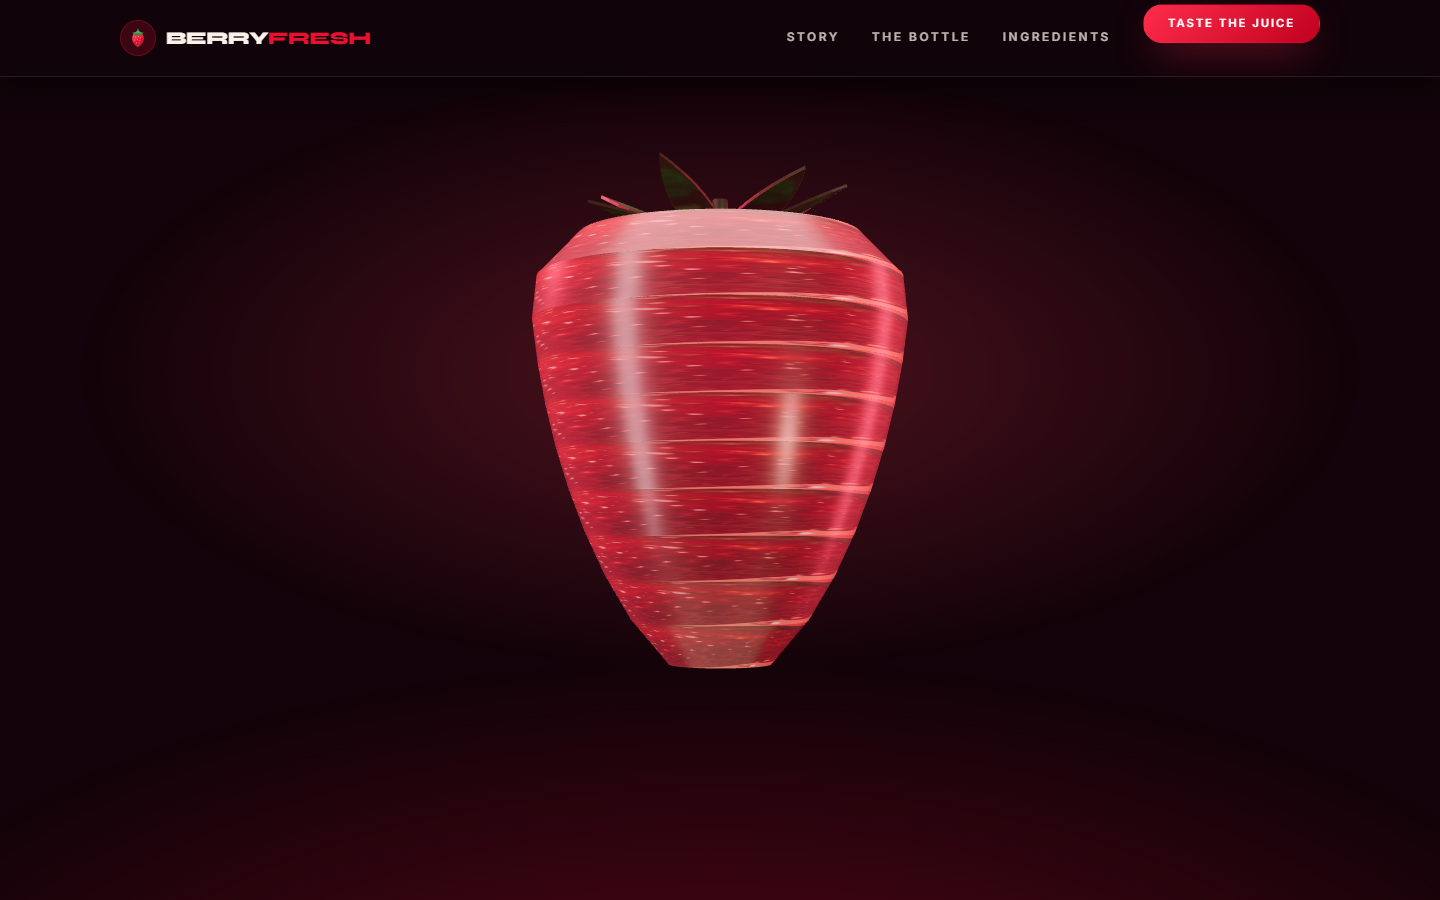 BERRYFRESH
STORY
THE BOTTLE
INGREDIENTS
TASTE THE JUICE